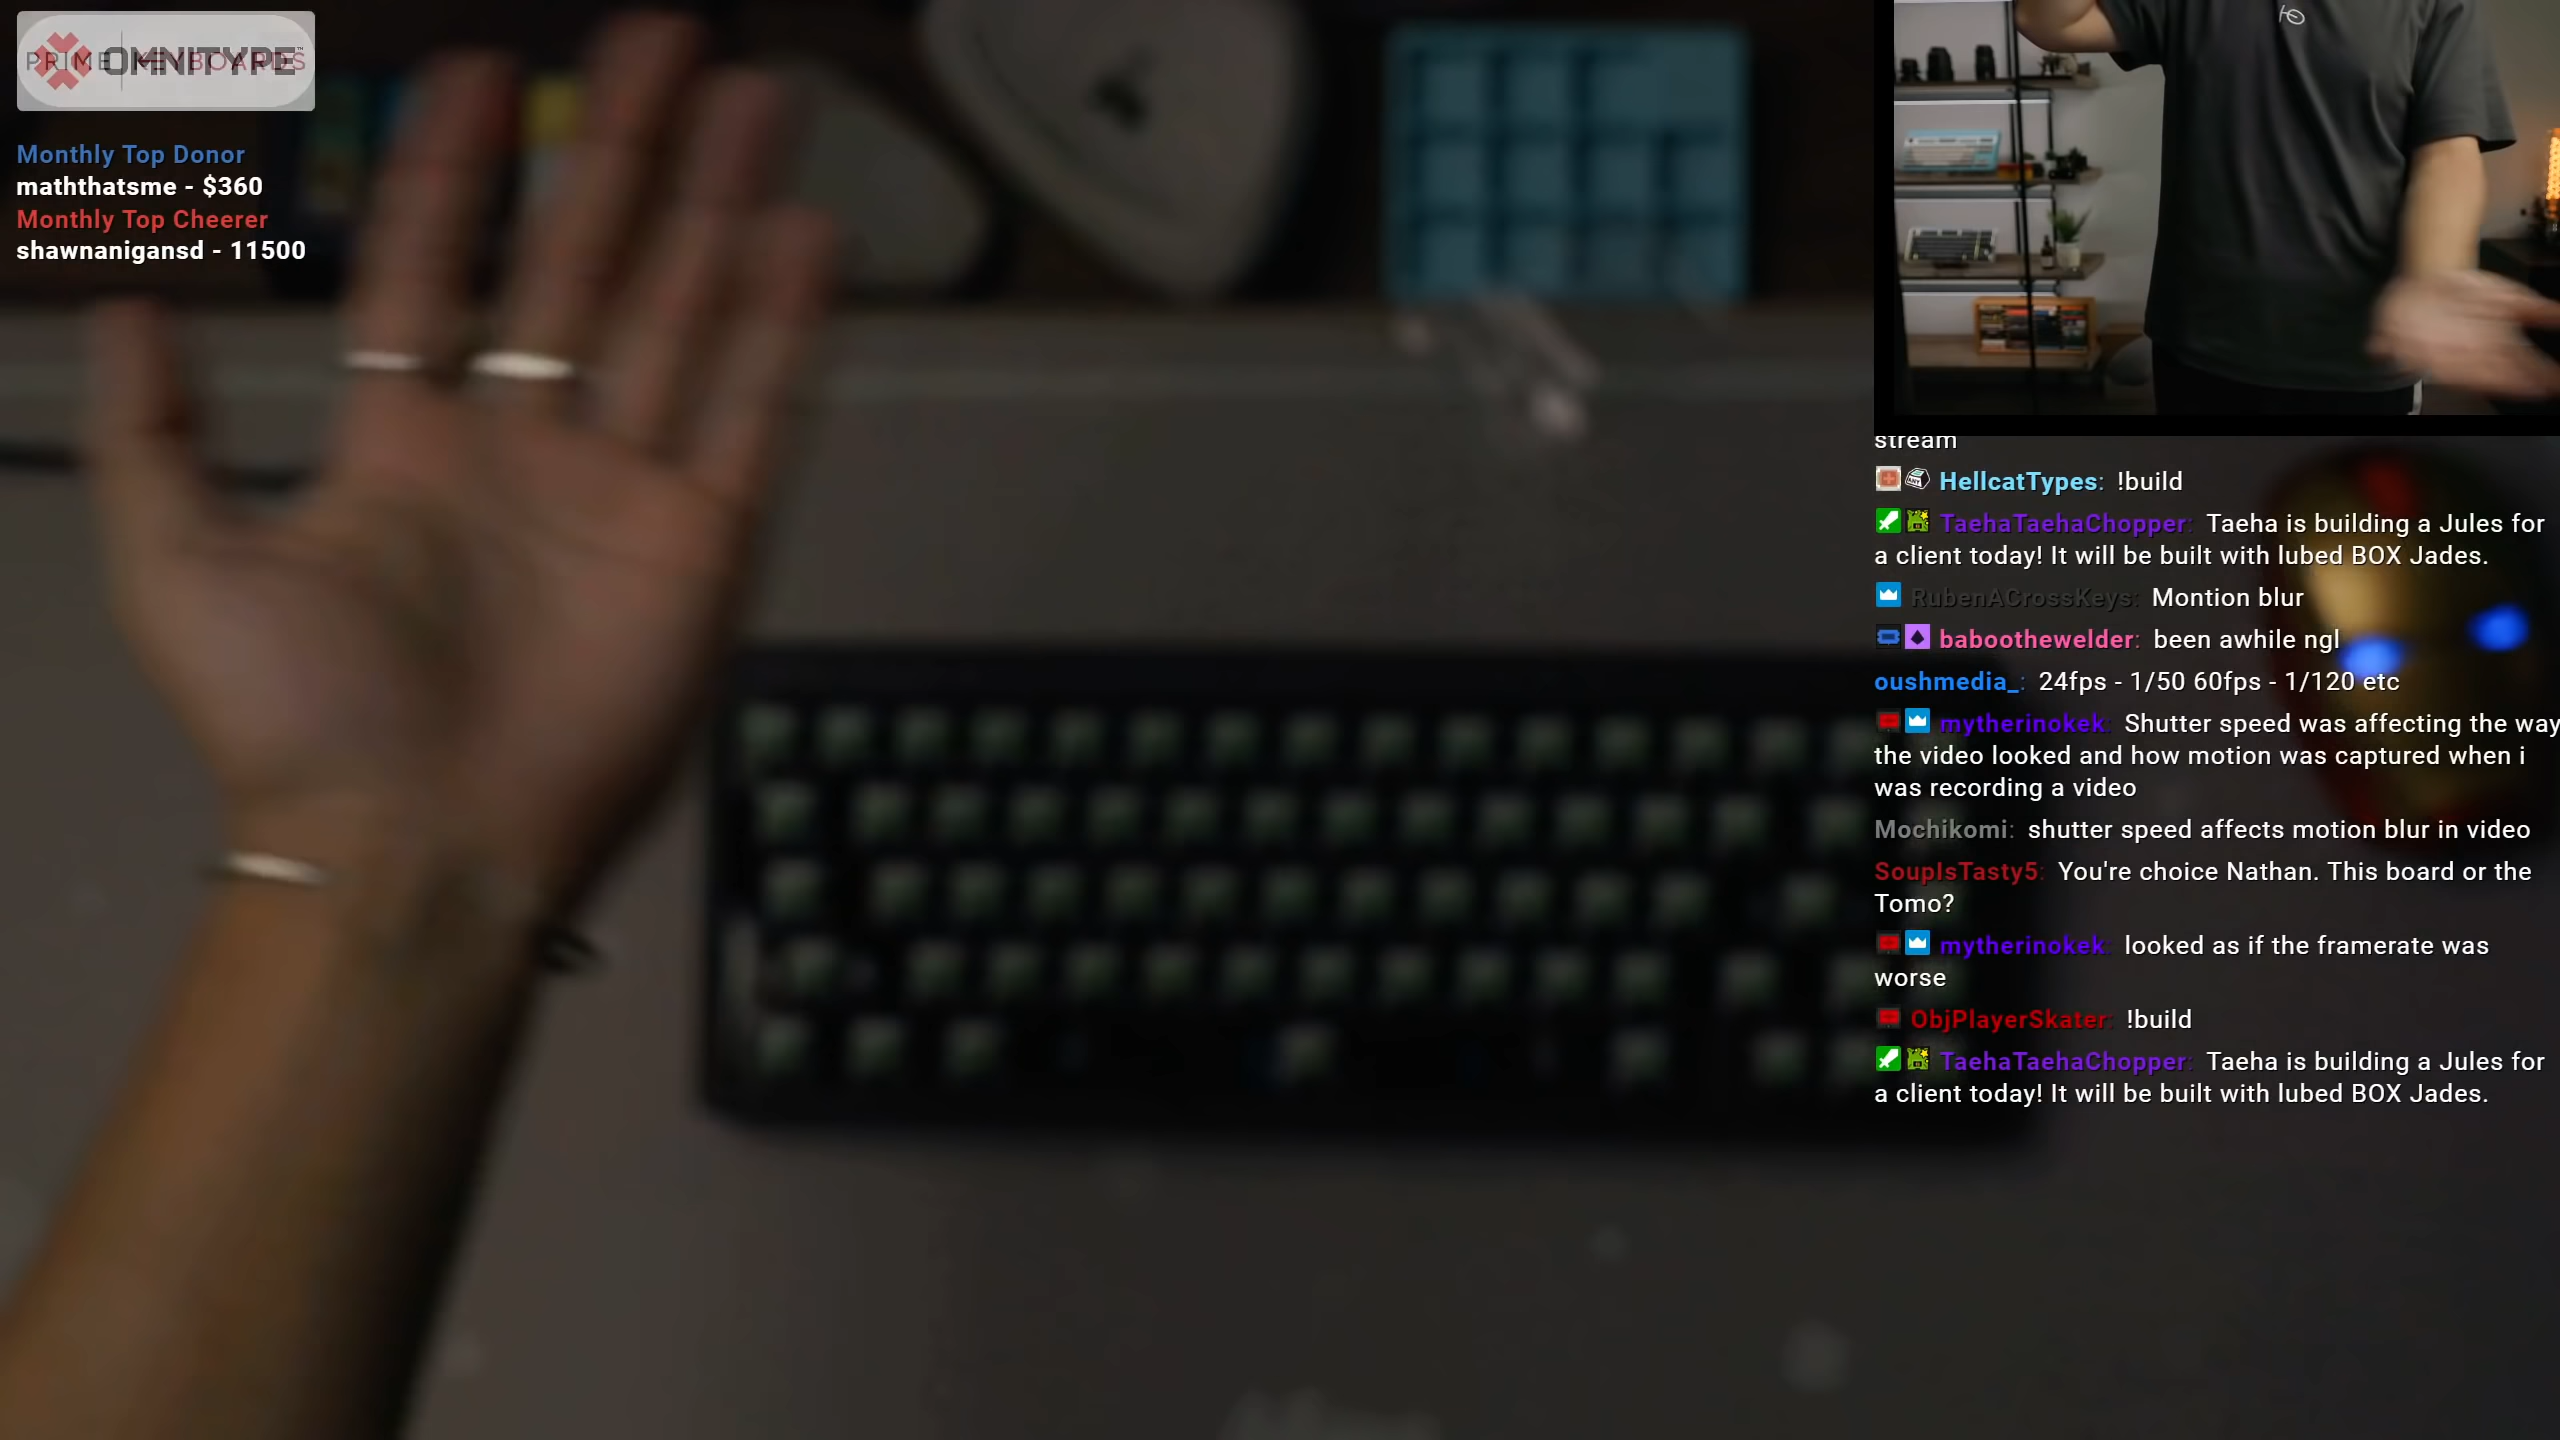 PRIME KEYBOARDS
OMNITYPE™
Monthly Top Donor
maththatsme - $360
Monthly Top Cheerer
shawnanigansd - 11500
stream
HellcatTypes: !build
TaehaTaehaChopper: Taeha is building a Jules for
a client today! It will be built with lubed BOX Jades.
RubenACrossKeys: Montion blur
baboothewelder: been awhile ngl
oushmedia_: 24fps - 1/50 60fps - 1/120 etc
mytherinokek: Shutter speed was affecting the way
the video looked and how motion was captured when i
was recording a video
Mochikomi: shutter speed affects motion blur in video
SoupIsTasty5: You're choice Nathan. This board or the
Tomo?
mytherinokek: looked as if the framerate was
worse
ObjPlayerSkater: !build
TaehaTaehaChopper: Taeha is building a Jules for
a client today! It will be built with lubed BOX Jades.